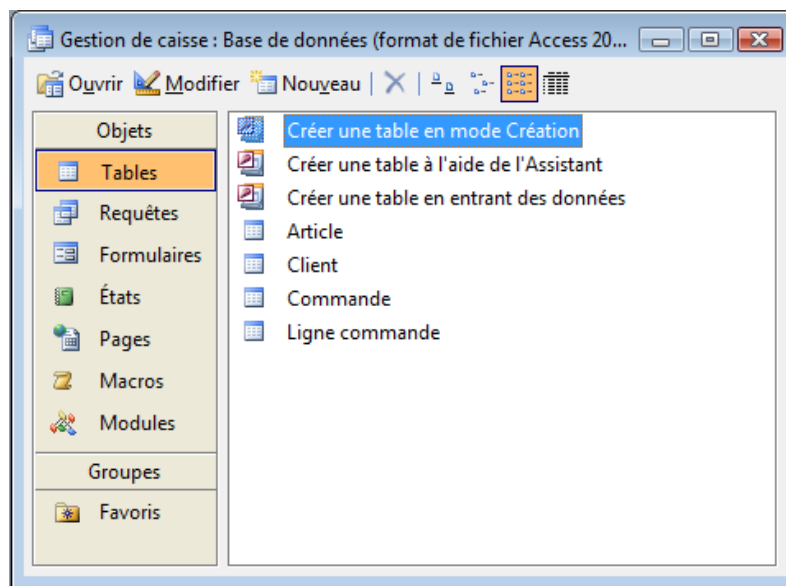 Gestion de caisse : Base de données (format de fichier Access 20...
Ouvrir Modifier Nouveau
Objets
Tables
Requêtes
Formulaires
États
Pages
Macros
Modules
Groupes
Favoris
Créer une table en mode Création
Créer une table à l'aide de l'Assistant
Créer une table en entrant des données
Article
Client
Commande
Ligne commande